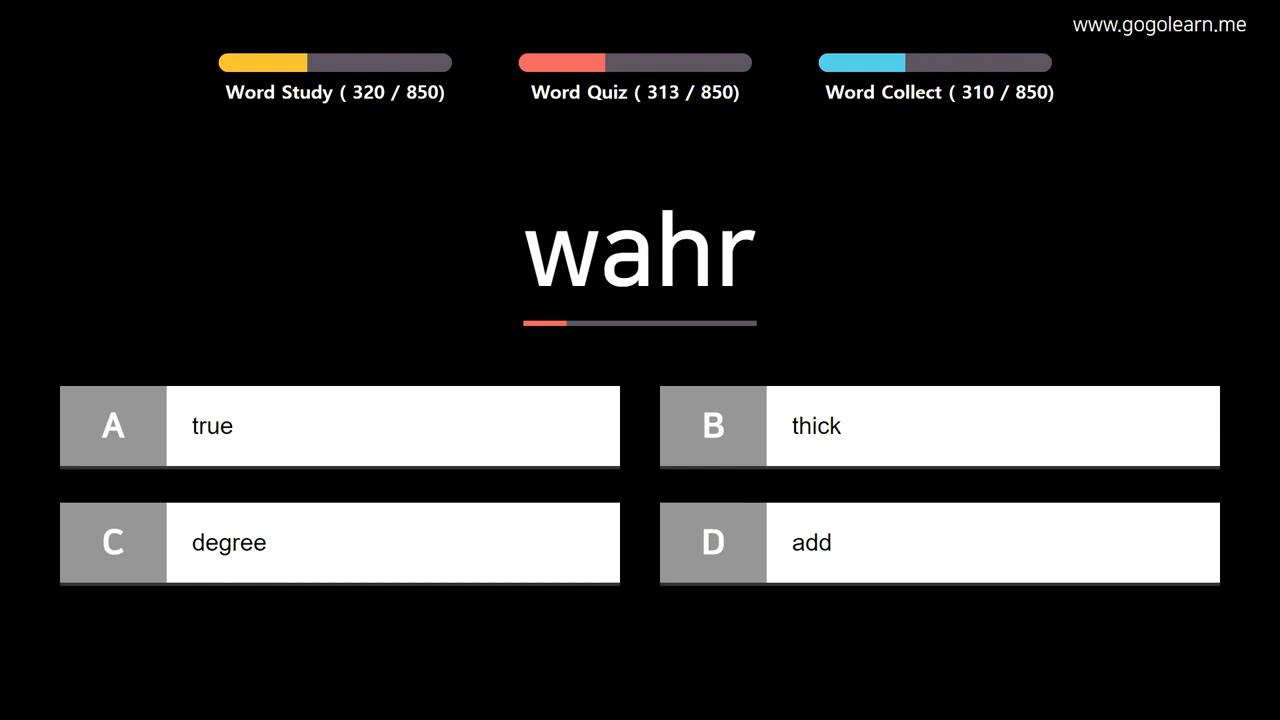 www.gogolearn.me
Word Study ( 320 / 850)
Word Quiz ( 313 / 850)
Word Collect ( 310 / 850)
wahr
A true
B thick
C degree
D add